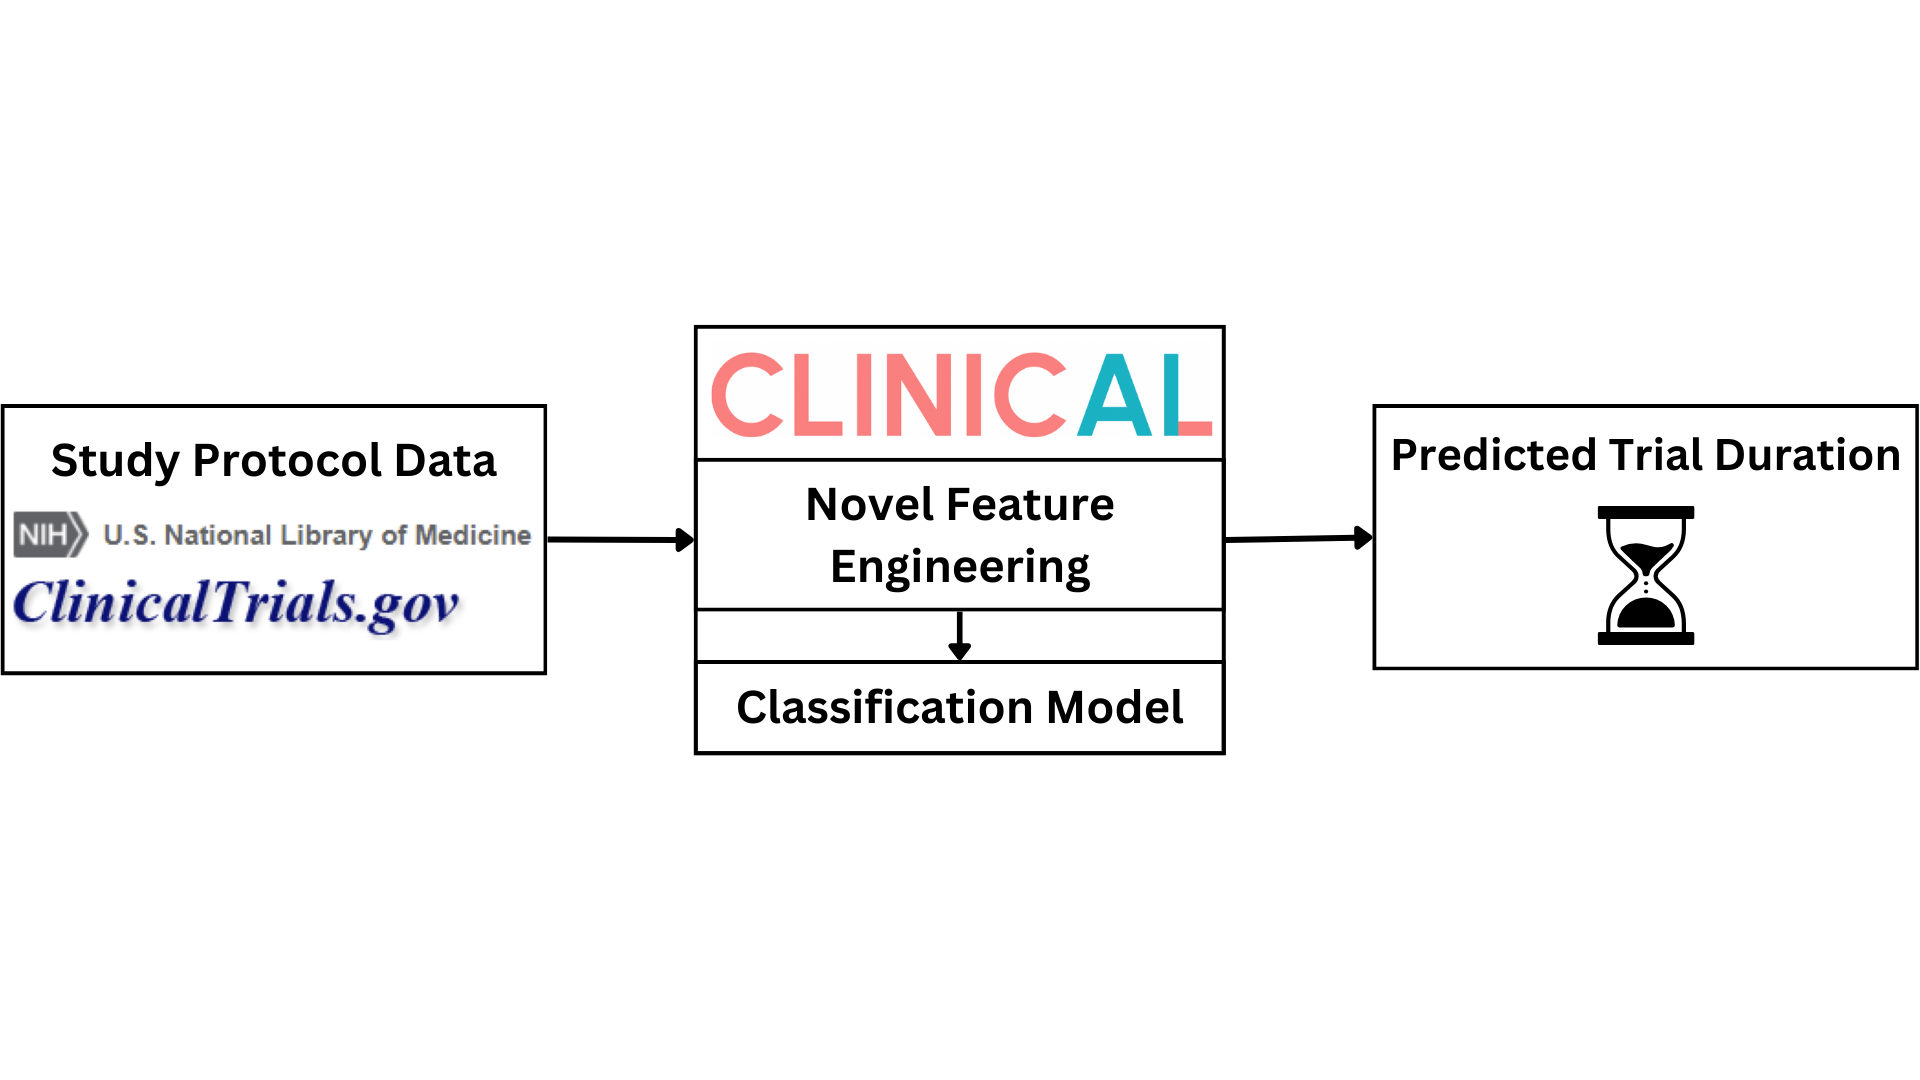 Study Protocol Data
NIH U.S. National Library of Medicine
ClinicalTrials.gov
CLINICAL
Novel Feature
Engineering
Classification Model
Predicted Trial Duration